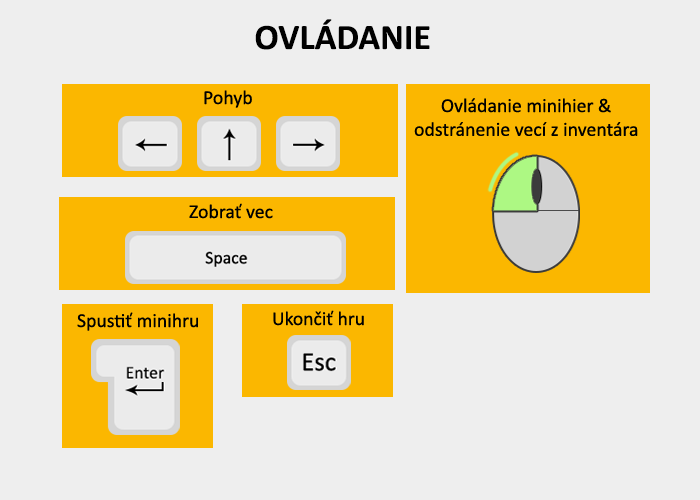 OVLÁDANIE
Pohyb
Ovládanie minihier &
odstránenie vecí z inventára
Zobrať vec
Space
Spustiť minihru
Enter
Ukončiť hru
Esc